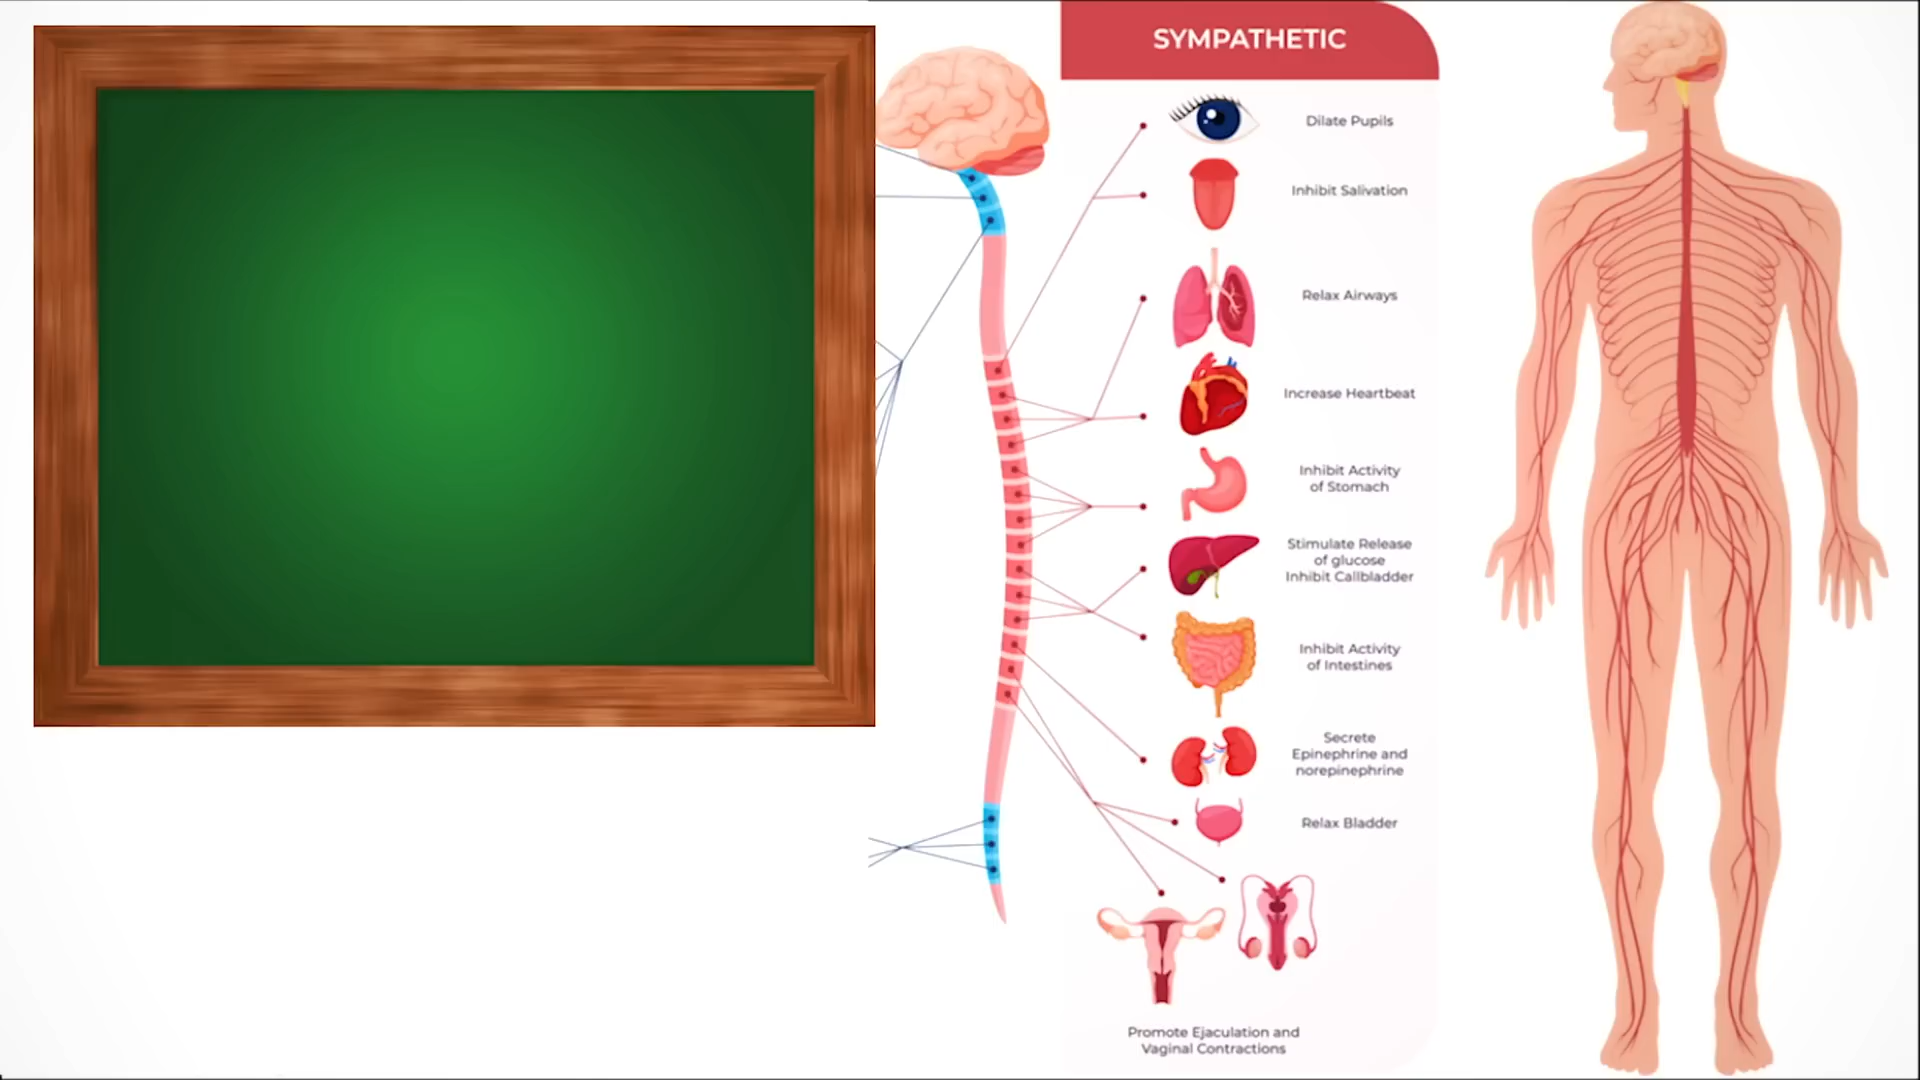 SYMPATHETIC
Dilate Pupils
Inhibit Salivation
Relax Airways
Increase Heartbeat
Inhibit Activity
of Stomach
Stimulate Release
of glucose
Inhibit Callbladder
Inhibit Activity
of Intestines
Secrete
Epinephrine and
norepinephrine
Relax Bladder
Promote Ejaculation and
Vaginal Contractions